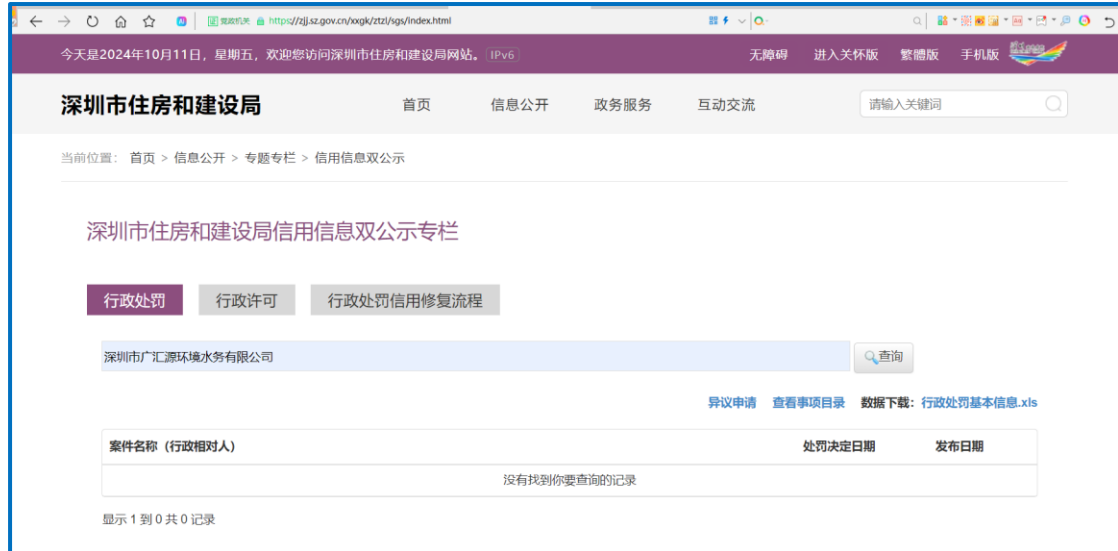 党政机关 https://zjj.sz.gov.cn/xxgk/ztzl/sgs/index.html
今天是2024年10月11日，星期五，欢迎您访问深圳市住房和建设局网站。 IPv6 无障碍 进入关怀版 繁體版 手机版
深圳市住房和建设局 首页 信息公开 政务服务 互动交流 请输入关键词
当前位置： 首页 > 信息公开 > 专题专栏 > 信用信息双公示
深圳市住房和建设局信用信息双公示专栏
行政处罚 行政许可 行政处罚信用修复流程
深圳市广汇源环境水务有限公司 查询
异议申请 查看事项目录 数据下载：行政处罚基本信息.xls
案件名称（行政相对人） 处罚决定日期 发布日期
没有找到你要查询的记录
显示 1 到 0 共 0 记录